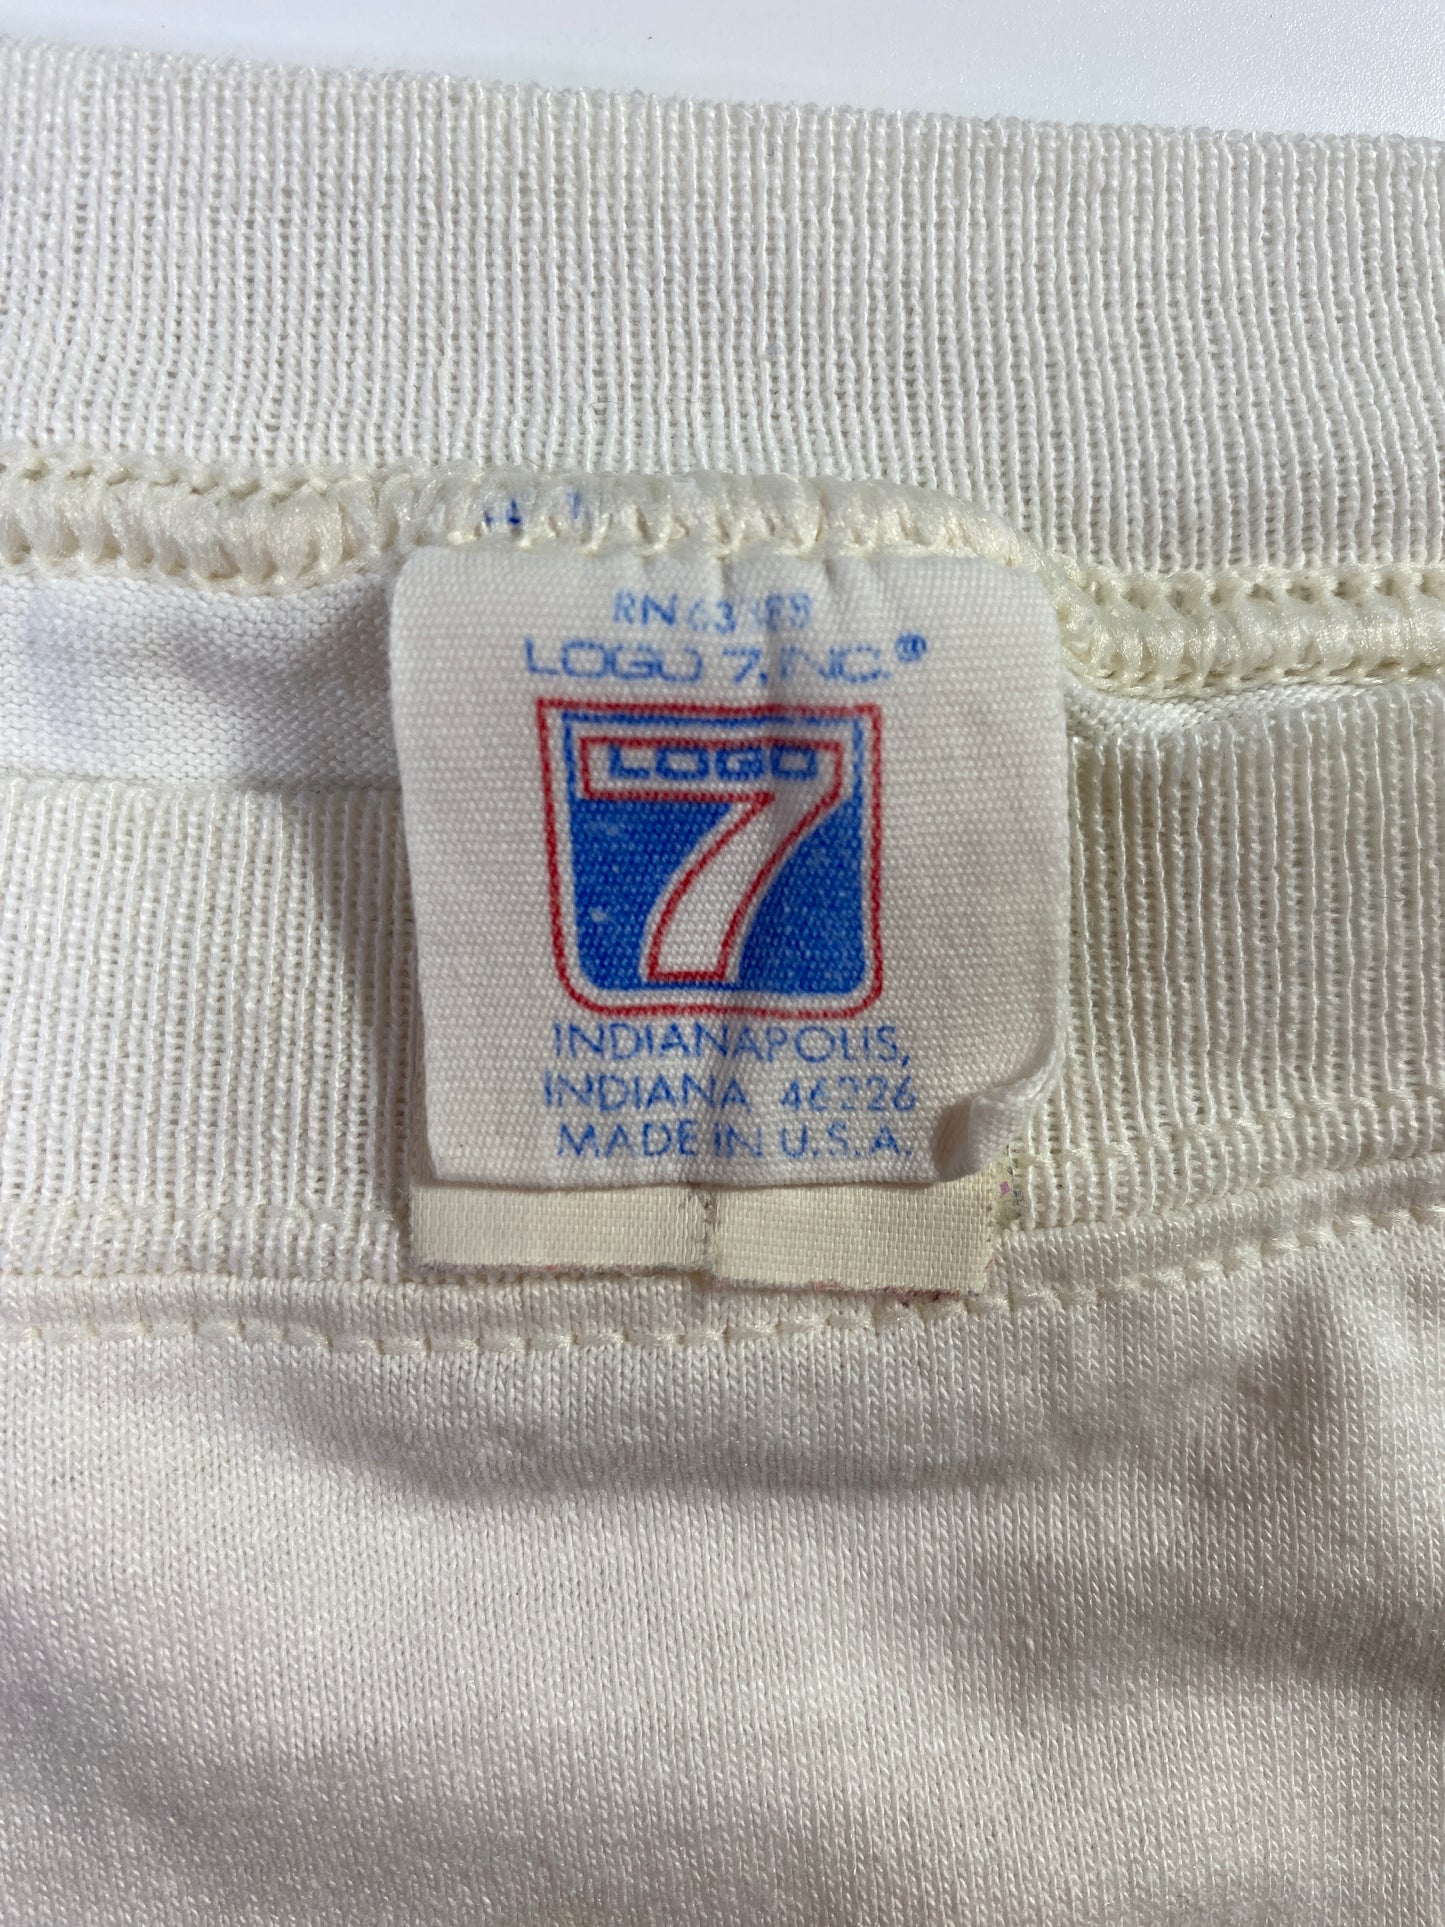 LOGO 7, INC.®
LOGO
7
INDIANAPOLIS,
INDIANA 46226
MADE IN U.S.A.